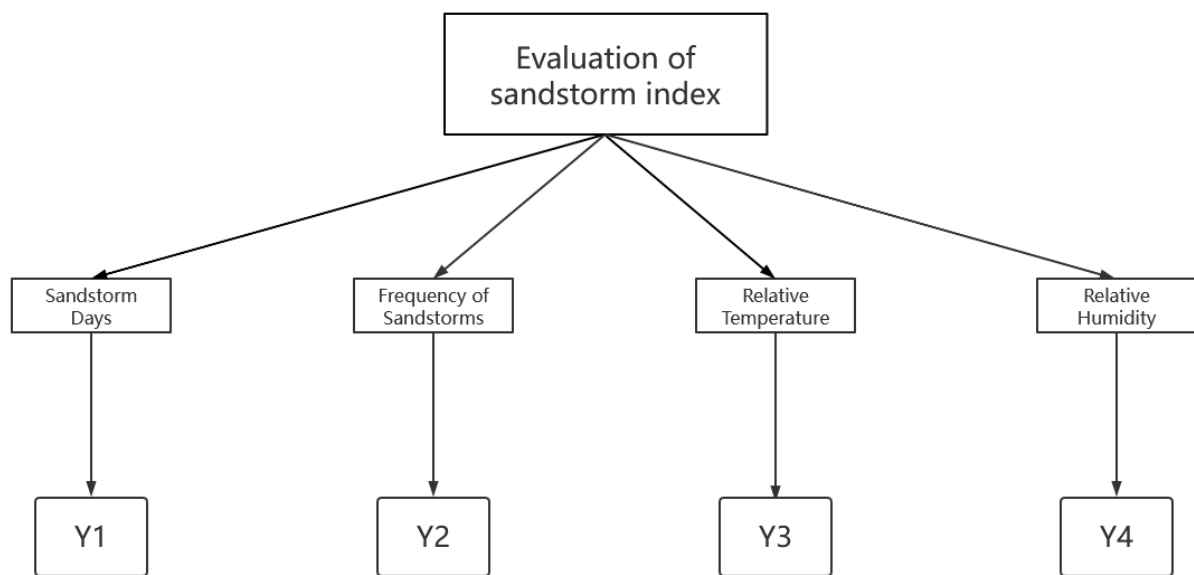 Evaluation of
sandstorm index
Sandstorm
Days
Frequency of
Sandstorms
Relative
Temperature
Relative
Humidity
Y1
Y2
Y3
Y4